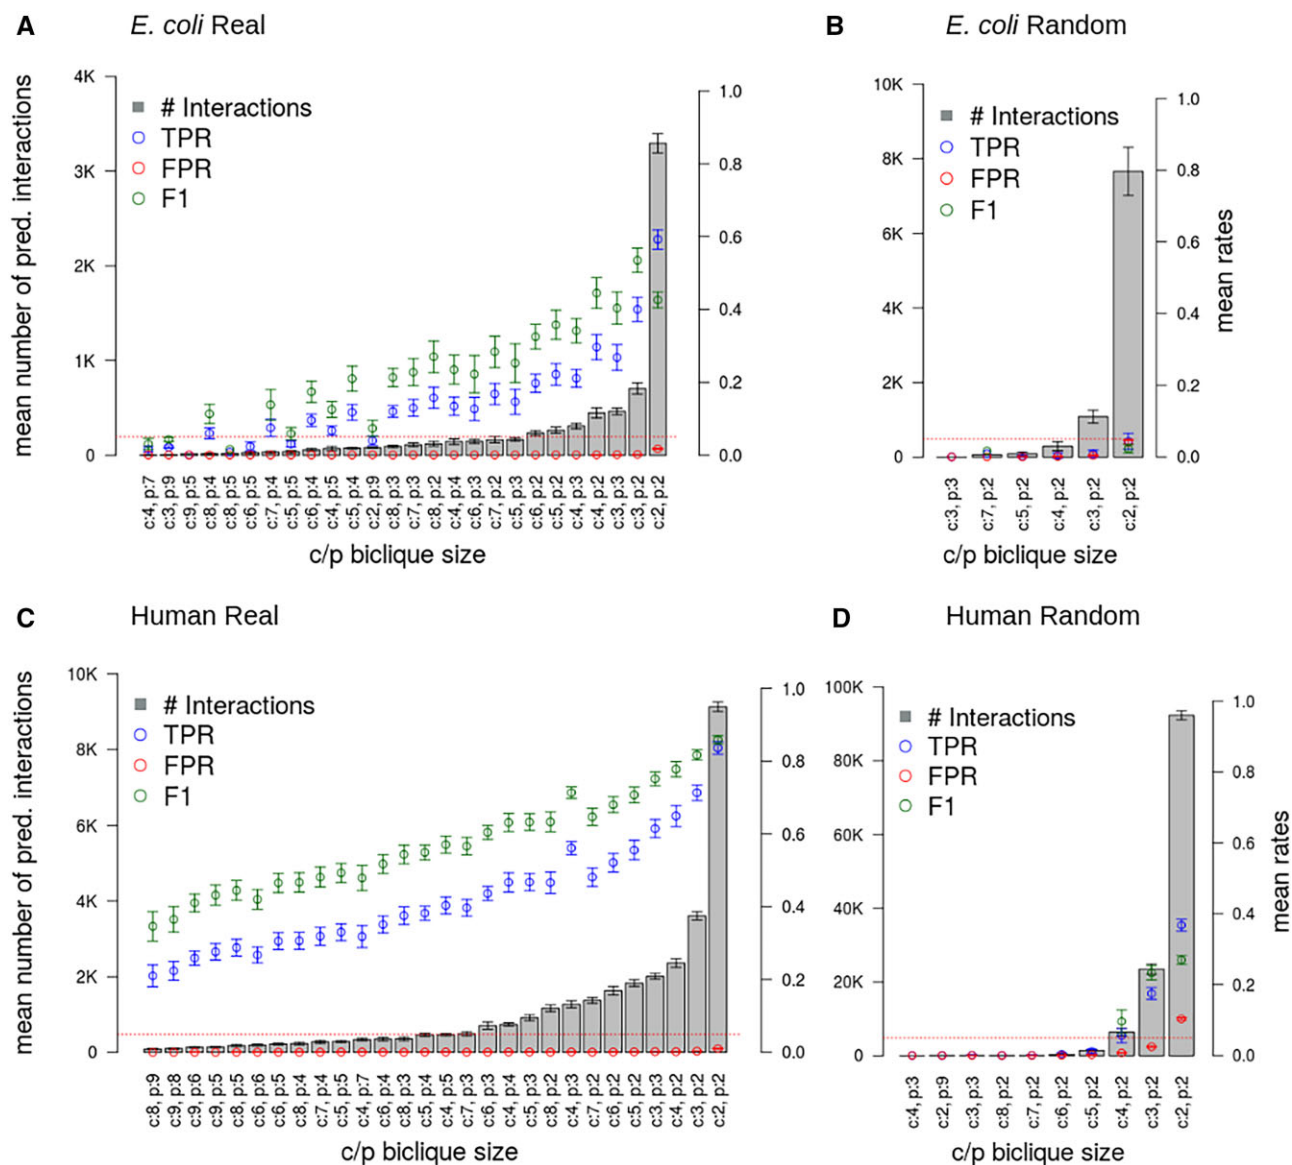 A
E. coli Real
mean number of pred. interactions
4K
3K
2K
1K
0
# Interactions
TPR
FPR
F1
1.0
0.8
0.6
0.4
0.2
0.0
c:4, p:7
c:3, p:9
c:9, p:5
c:8, p:4
c:8, p:5
c:6, p:5
c:7, p:4
c:5, p:5
c:6, p:4
c:4, p:5
c:5, p:4
c:2, p:9
c:8, p:3
c:7, p:3
c:8, p:2
c:4, p:4
c:6, p:3
c:7, p:2
c:5, p:3
c:6, p:2
c:5, p:2
c:4, p:3
c:4, p:2
c:3, p:3
c:3, p:2
c:2, p:2
c/p biclique size
B
E. coli Random
10K
8K
6K
4K
2K
0
# Interactions
TPR
FPR
F1
1.0
0.8
0.6
0.4
0.2
0.0
mean rates
c:3, p:3
c:7, p:2
c:5, p:2
c:4, p:2
c:3, p:2
c:2, p:2
c/p biclique size
C
Human Real
mean number of pred. interactions
10K
8K
6K
4K
2K
0
# Interactions
TPR
FPR
F1
1.0
0.8
0.6
0.4
0.2
0.0
c:8, p:9
c:9, p:8
c:9, p:6
c:9, p:5
c:8, p:5
c:6, p:6
c:6, p:5
c:8, p:4
c:7, p:4
c:5, p:5
c:4, p:7
c:6, p:4
c:8, p:3
c:5, p:4
c:4, p:5
c:7, p:3
c:6, p:3
c:4, p:4
c:5, p:3
c:8, p:2
c:4, p:3
c:7, p:2
c:6, p:2
c:5, p:2
c:3, p:3
c:4, p:2
c:3, p:2
c:2, p:2
c/p biclique size
D
Human Random
100K
80K
60K
40K
20K
0
# Interactions
TPR
FPR
F1
1.0
0.8
0.6
0.4
0.2
0.0
mean rates
c:4, p:3
c:2, p:9
c:3, p:3
c:8, p:2
c:7, p:2
c:6, p:2
c:5, p:2
c:4, p:2
c:3, p:2
c:2, p:2
c/p biclique size